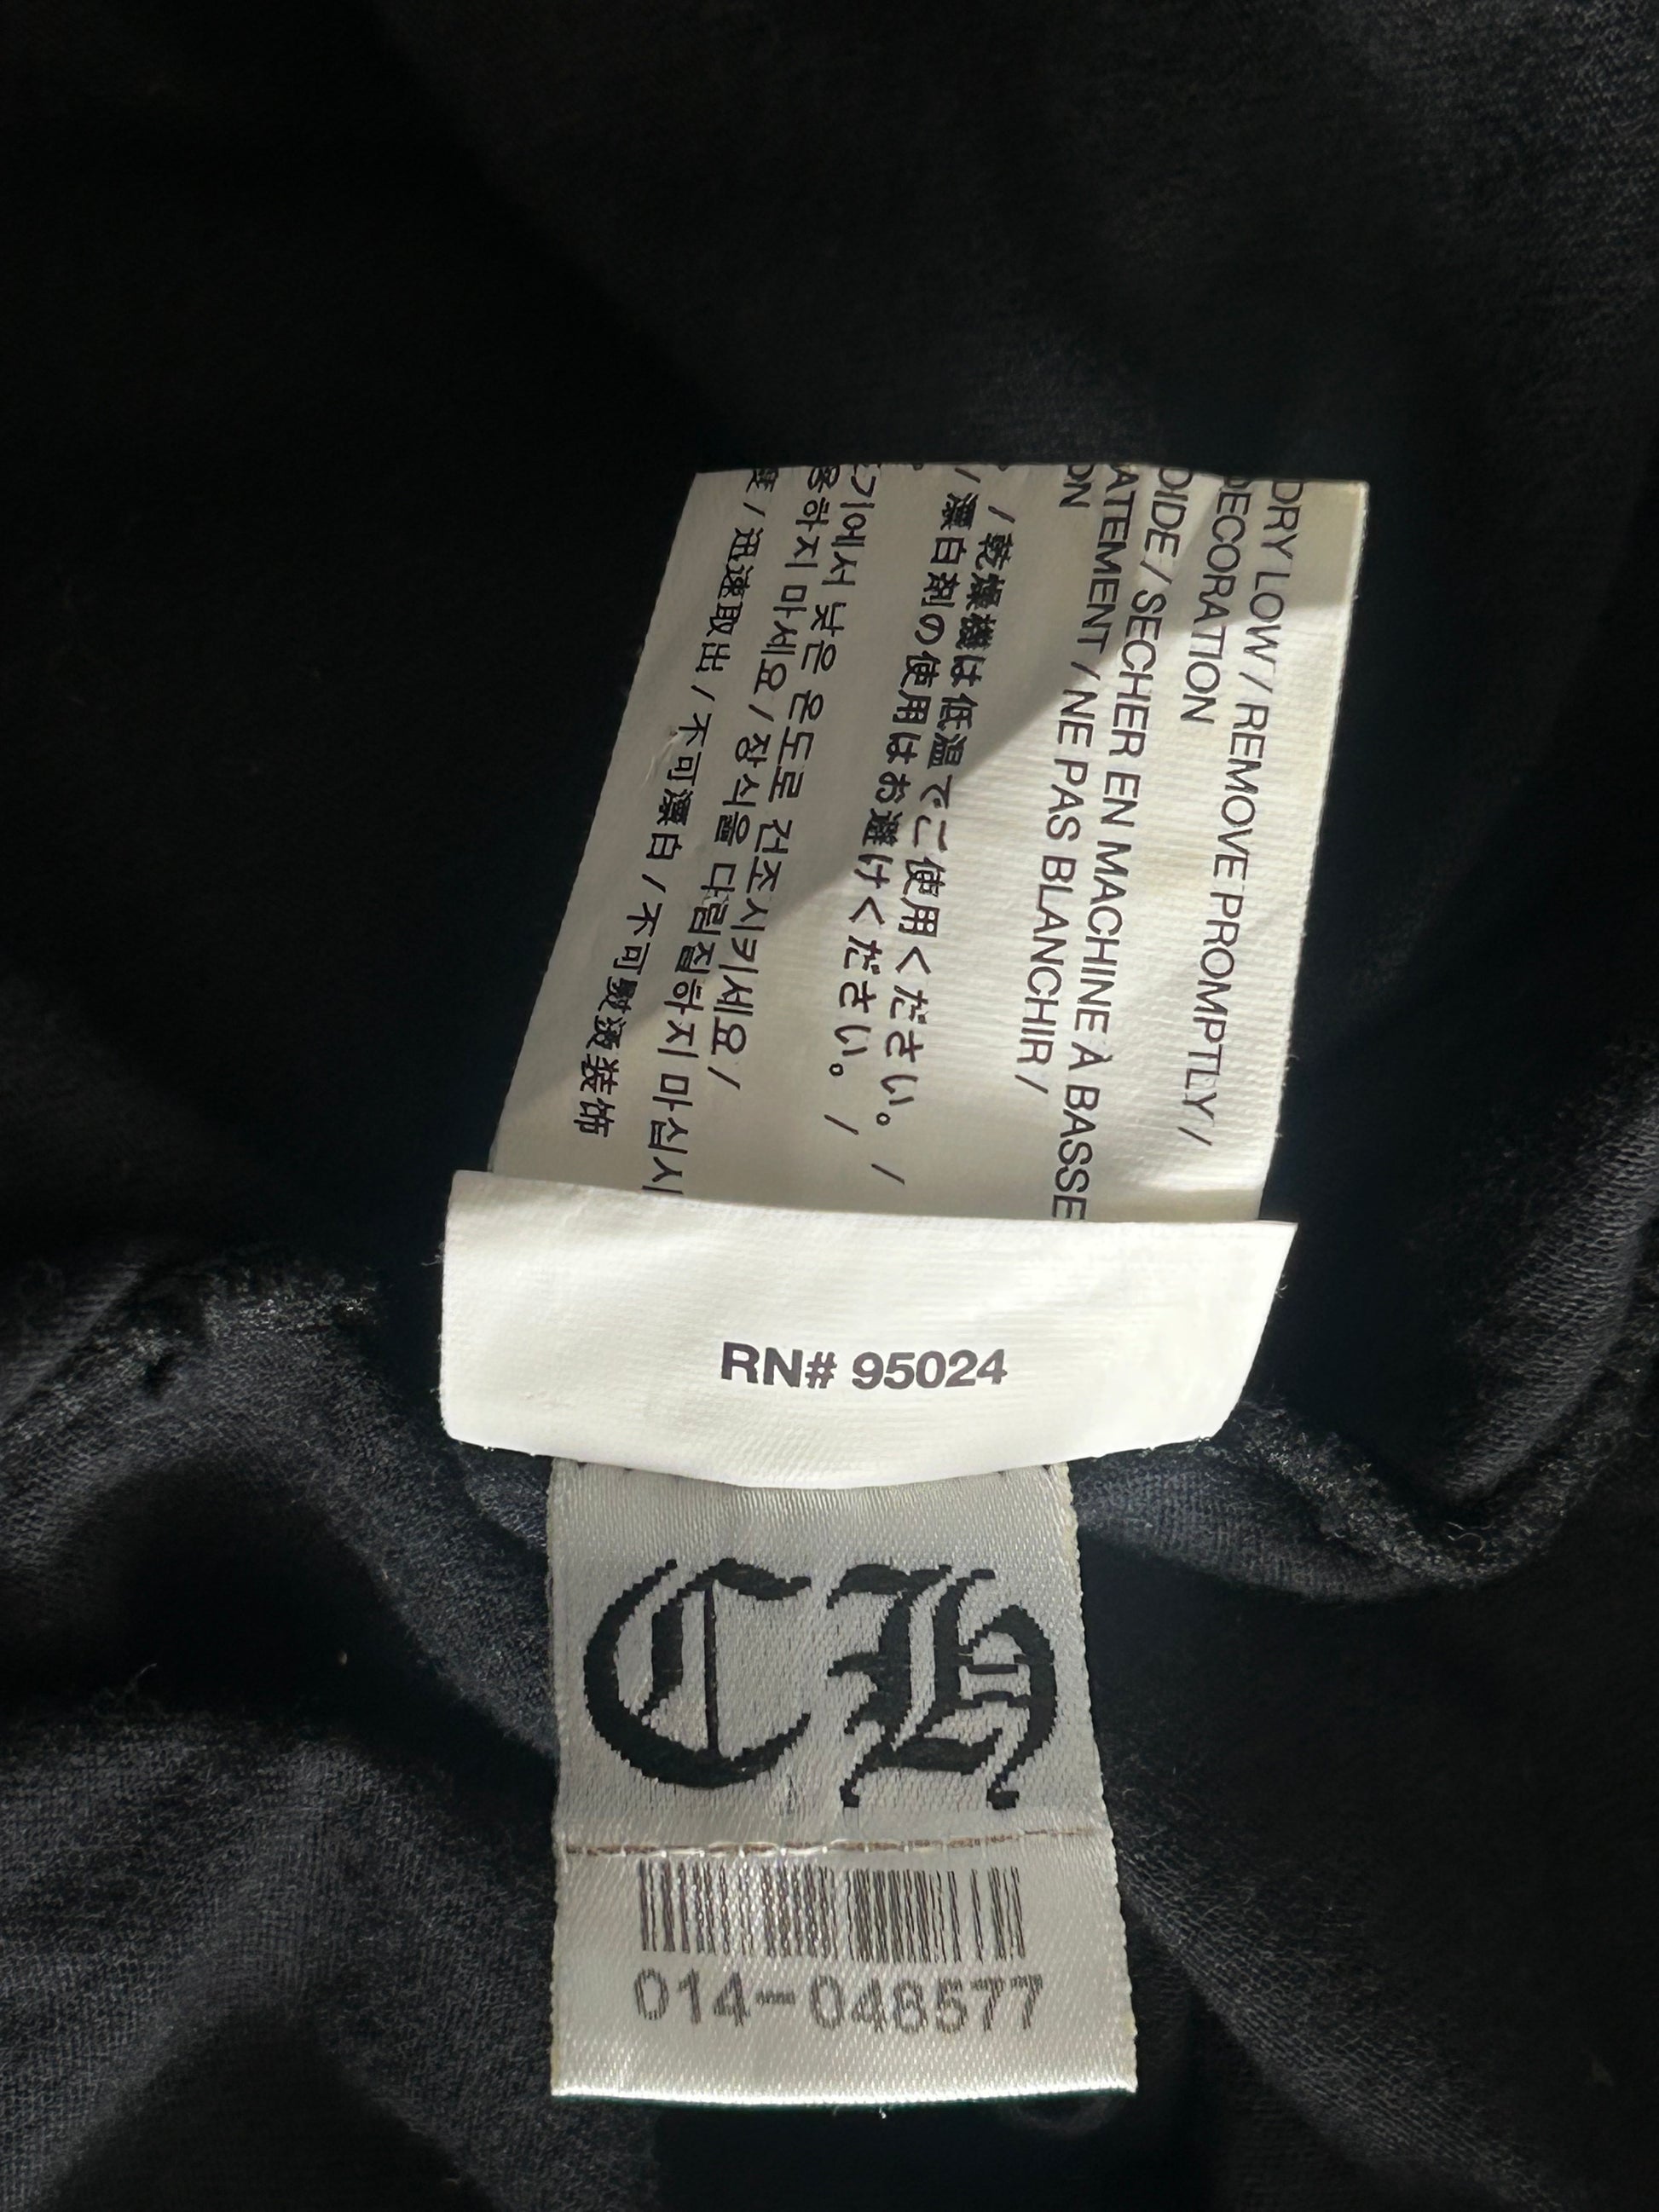 DRY LOW / REMOVE PROMPTLY /
DECORATION
OIDE / SECHER EN MACHINE À BASSE
ATEMENT / NE PAS BLANCHIR /
ON
/ 乾燥機は低温でご使用ください。 /
/ 漂白剤の使用はお避けください。 /
기에서 낮은 온도로 건조시키세요 /
용하지 마세요 / 장식을 다림질하지 마십시
度 / 迅速取出 / 不可漂白 / 不可熨燙装饰
RN# 95024
CH
014-046577